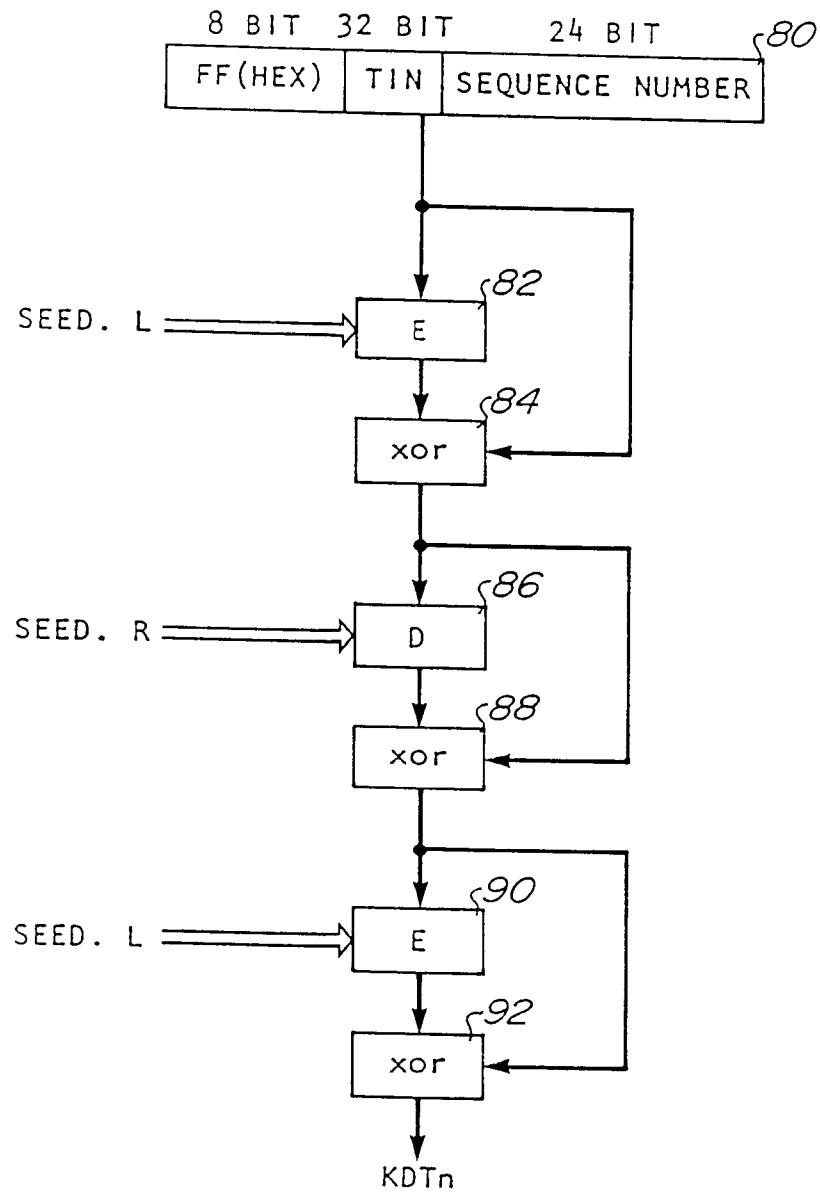 8 BIT 32 BIT 24 BIT 80
FF(HEX) TIN SEQUENCE NUMBER
82
SEED. L E
84
xor
86
SEED. R D
88
xor
90
SEED. L E
92
xor
KDTn